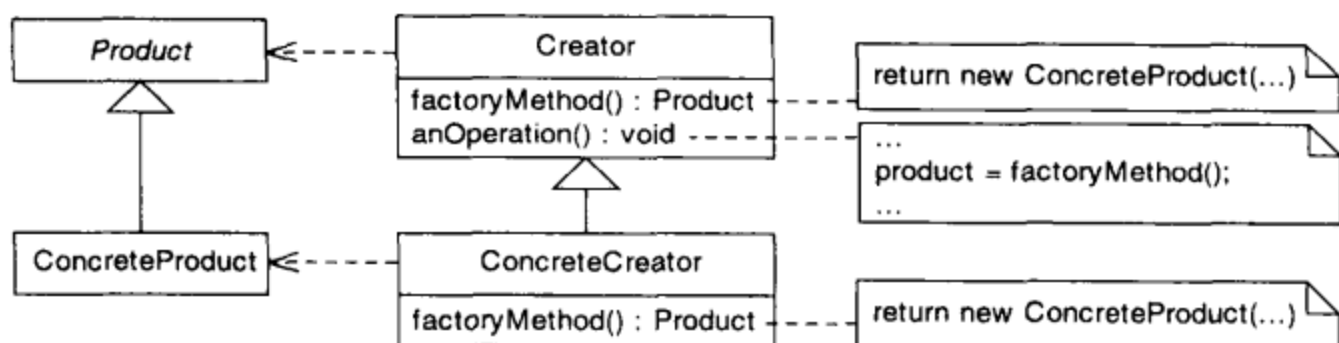 Product
Creator
factoryMethod() : Product
anOperation() : void
return new ConcreteProduct(...)
...
product = factoryMethod();
...
ConcreteProduct
ConcreteCreator
factoryMethod() : Product
return new ConcreteProduct(...)